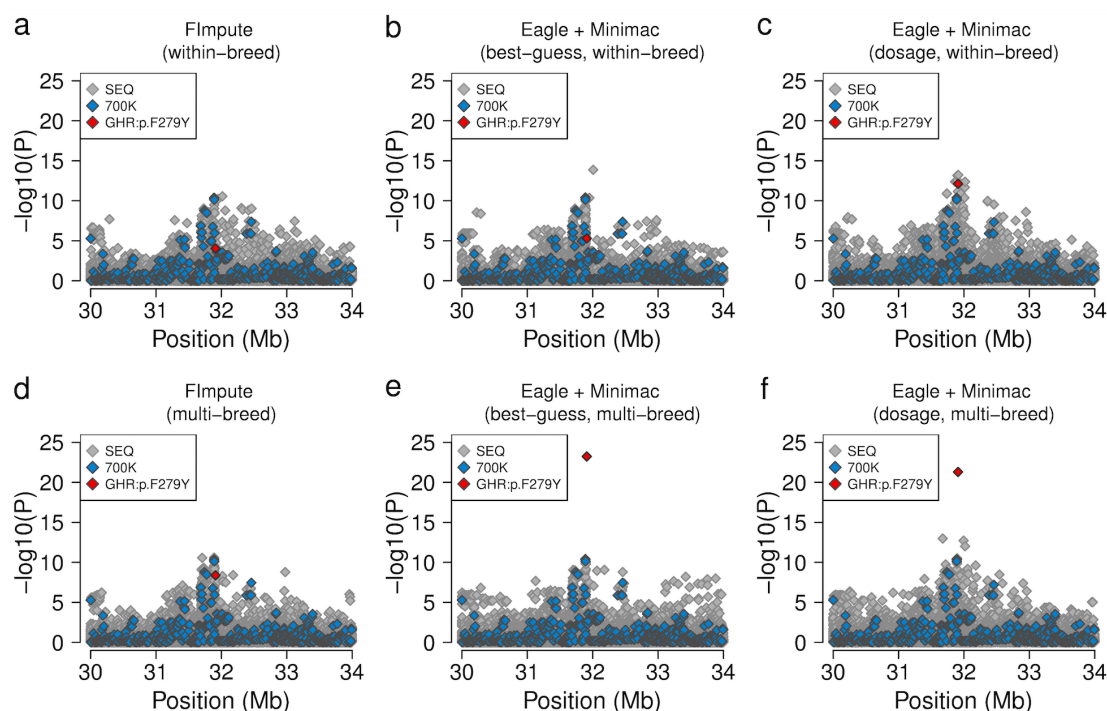 a
FImpute
(within−breed)
25
20
15
10
5
0
−log10(P)
SEQ
700K
GHR:p.F279Y
30 31 32 33 34
Position (Mb)
b
Eagle + Minimac
(best−guess, within−breed)
25
20
15
10
5
0
−log10(P)
SEQ
700K
GHR:p.F279Y
30 31 32 33 34
Position (Mb)
c
Eagle + Minimac
(dosage, within−breed)
25
20
15
10
5
0
−log10(P)
SEQ
700K
GHR:p.F279Y
30 31 32 33 34
Position (Mb)
d
FImpute
(multi−breed)
25
20
15
10
5
0
−log10(P)
SEQ
700K
GHR:p.F279Y
30 31 32 33 34
Position (Mb)
e
Eagle + Minimac
(best−guess, multi−breed)
25
20
15
10
5
0
−log10(P)
SEQ
700K
GHR:p.F279Y
30 31 32 33 34
Position (Mb)
f
Eagle + Minimac
(dosage, multi−breed)
25
20
15
10
5
0
−log10(P)
SEQ
700K
GHR:p.F279Y
30 31 32 33 34
Position (Mb)